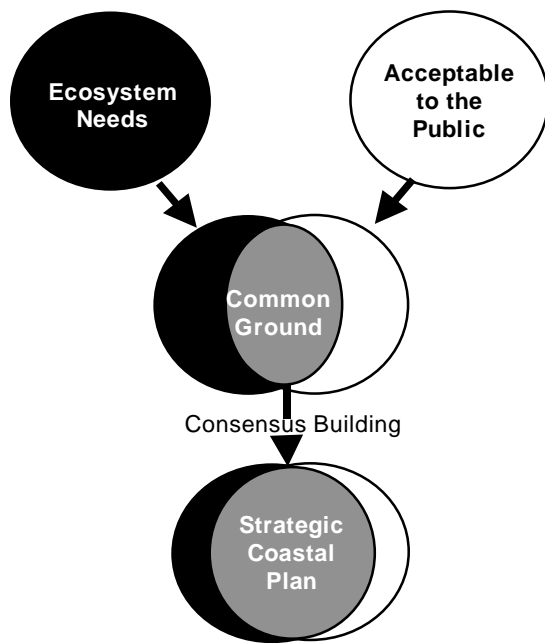 Ecosystem
Needs
Acceptable
to the
Public
Common
Ground
Consensus Building
Strategic
Coastal
Plan